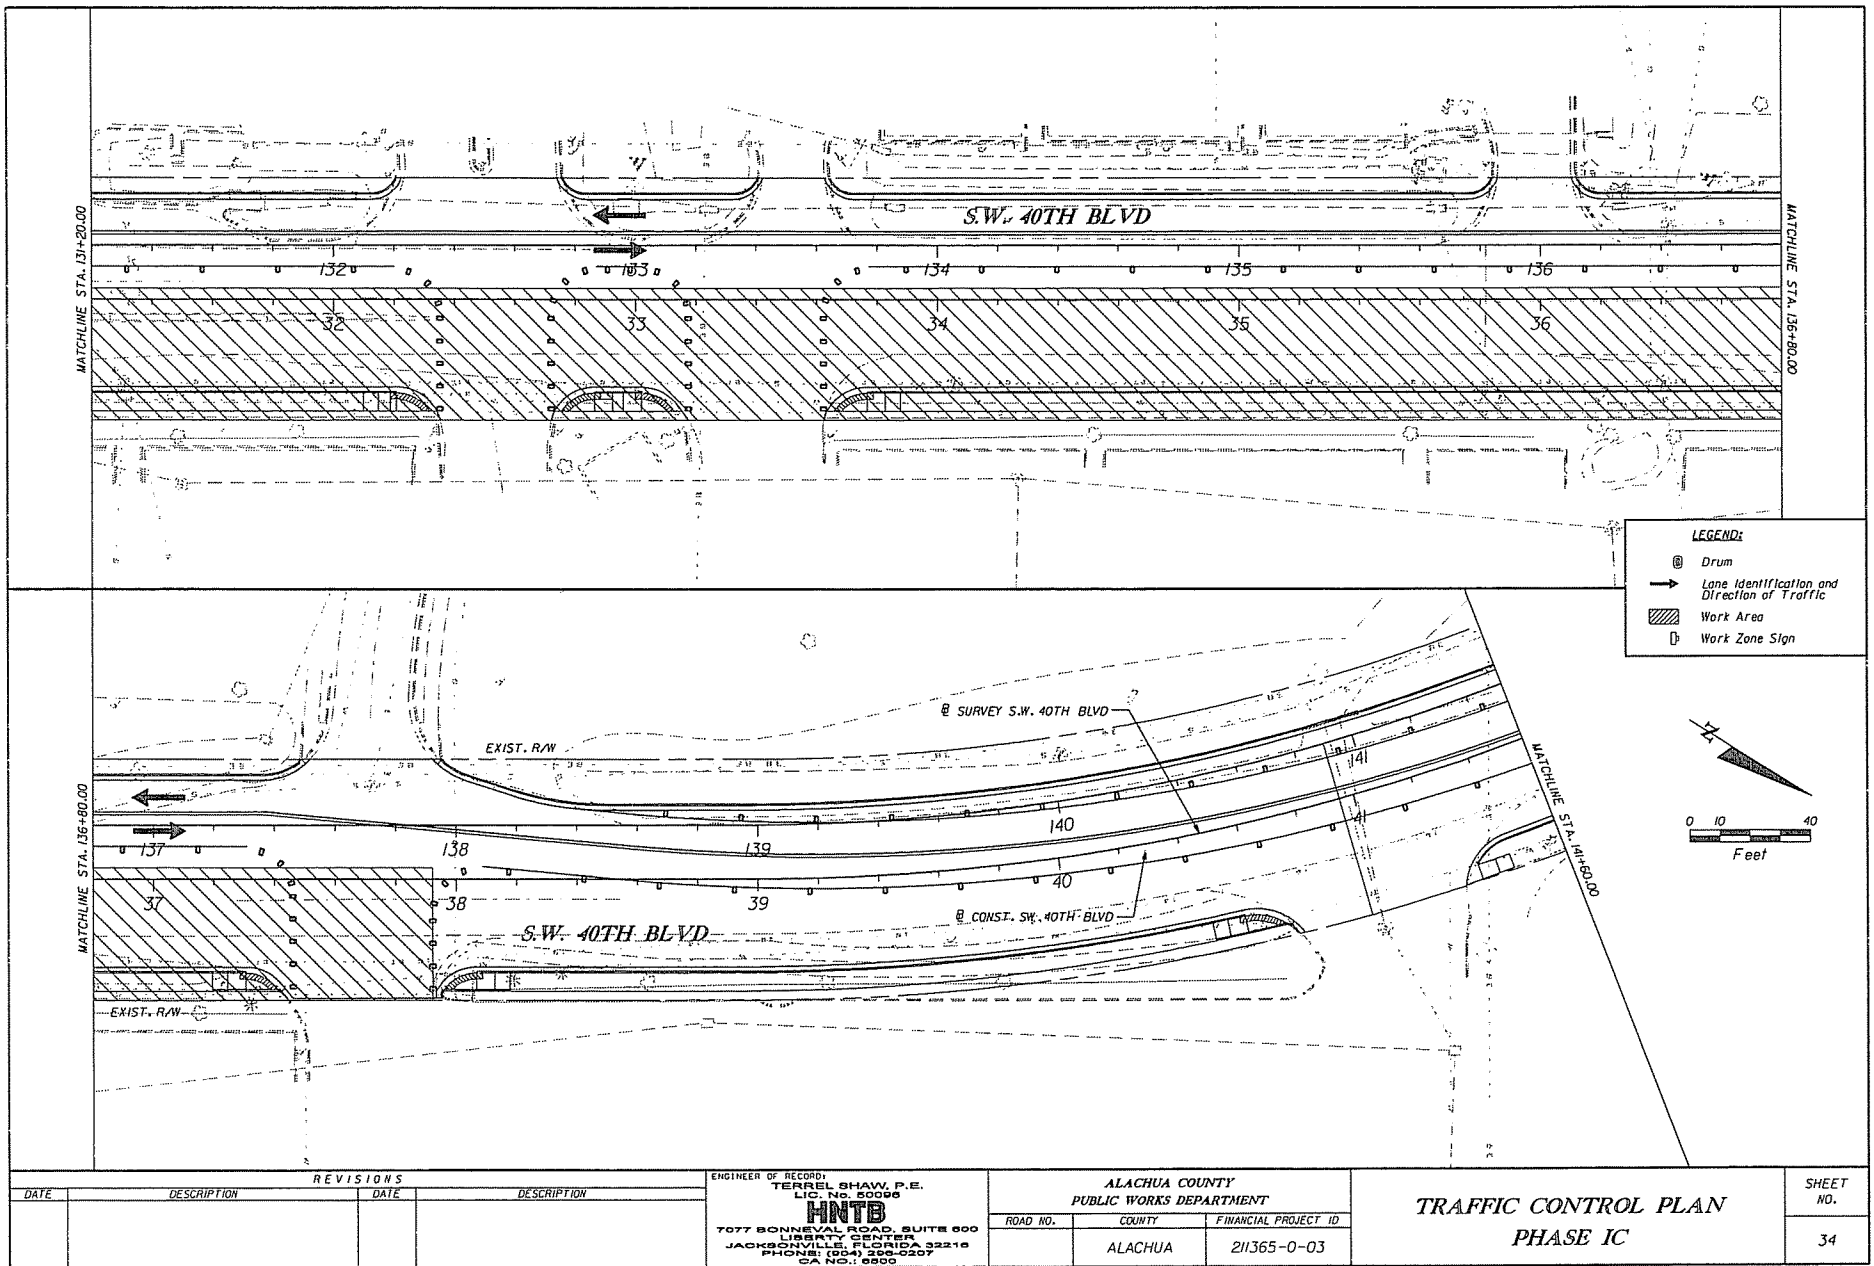 MATCHLINE STA. 131+20.00
S.W. 40TH BLVD
132
133
134
135
136
32
33
34
35
36
MATCHLINE STA. 136+80.00
LEGEND:
Drum
Lane Identification and
Direction of Traffic
Work Area
Work Zone Sign
MATCHLINE STA. 136+80.00
EXIST. R/W
B SURVEY S.W. 40TH BLVD
137
138
139
140
141
37
38
39
40
41
S.W. 40TH BLVD
B CONST. SW. 40TH BLVD
EXIST. R/W
MATCHLINE STA. 141+60.00
N
0 10 40
Feet
REVISIONS
DATE DESCRIPTION DATE DESCRIPTION
ENGINEER OF RECORD:
TERREL SHAW, P.E.
LIC. No. 50096
HNTB
7077 BONNEVAL ROAD, SUITE 600
LIBERTY CENTER
JACKSONVILLE, FLORIDA 32216
PHONE: (904) 296-0207
CA NO.: 6500
ALACHUA COUNTY
PUBLIC WORKS DEPARTMENT
ROAD NO. COUNTY FINANCIAL PROJECT ID
ALACHUA 211365-0-03
TRAFFIC CONTROL PLAN
PHASE IC
SHEET
NO.
34